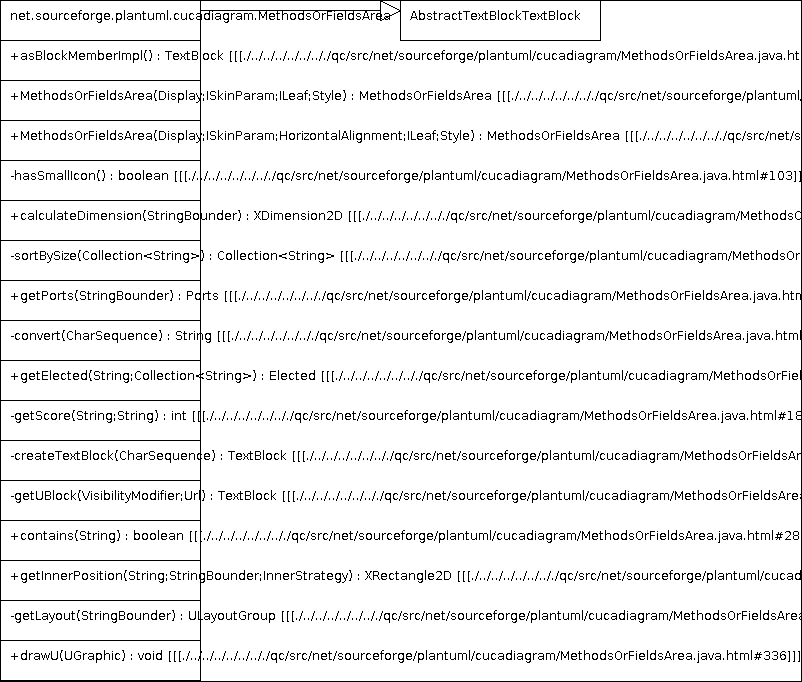 net.sourceforge.plantuml.cucadiagram.MethodsOrFieldsArea
AbstractTextBlockTextBlock
+asBlockMemberImpl() : TextBlock [[[./../../../../../../qc/src/net/sourceforge/plantuml/cucadiagram/MethodsOrFieldsArea.java.ht
+MethodsOrFieldsArea(Display;ISkinParam;ILeaf;Style) : MethodsOrFieldsArea [[[./../../../../../../qc/src/net/sourceforge/plantuml/
+MethodsOrFieldsArea(Display;ISkinParam;HorizontalAlignment;ILeaf;Style) : MethodsOrFieldsArea [[[./../../../../../../qc/src/net/s
-hasSmallIcon() : boolean [[[./../../../../../../qc/src/net/sourceforge/plantuml/cucadiagram/MethodsOrFieldsArea.java.html#103]]
+calculateDimension(StringBounder) : XDimension2D [[[./../../../../../../qc/src/net/sourceforge/plantuml/cucadiagram/MethodsO
-sortBySize(Collection<String>) : Collection<String> [[[./../../../../../../qc/src/net/sourceforge/plantuml/cucadiagram/MethodsOr
+getPorts(StringBounder) : Ports [[[./../../../../../../qc/src/net/sourceforge/plantuml/cucadiagram/MethodsOrFieldsArea.java.htm
-convert(CharSequence) : String [[[./../../../../../../qc/src/net/sourceforge/plantuml/cucadiagram/MethodsOrFieldsArea.java.html
+getElected(String;Collection<String>) : Elected [[[./../../../../../../qc/src/net/sourceforge/plantuml/cucadiagram/MethodsOrFiel
-getScore(String;String) : int [[[./../../../../../../qc/src/net/sourceforge/plantuml/cucadiagram/MethodsOrFieldsArea.java.html#18
-createTextBlock(CharSequence) : TextBlock [[[./../../../../../../qc/src/net/sourceforge/plantuml/cucadiagram/MethodsOrFieldsAr
-getUBlock(VisibilityModifier;Url) : TextBlock [[[./../../../../../../qc/src/net/sourceforge/plantuml/cucadiagram/MethodsOrFieldsArea
+contains(String) : boolean [[[./../../../../../../qc/src/net/sourceforge/plantuml/cucadiagram/MethodsOrFieldsArea.java.html#28
+getInnerPosition(String;StringBounder;InnerStrategy) : XRectangle2D [[[./../../../../../../qc/src/net/sourceforge/plantuml/cucad
-getLayout(StringBounder) : ULayoutGroup [[[./../../../../../../qc/src/net/sourceforge/plantuml/cucadiagram/MethodsOrFieldsArea
+drawU(UGraphic) : void [[[./../../../../../../qc/src/net/sourceforge/plantuml/cucadiagram/MethodsOrFieldsArea.java.html#336]]]